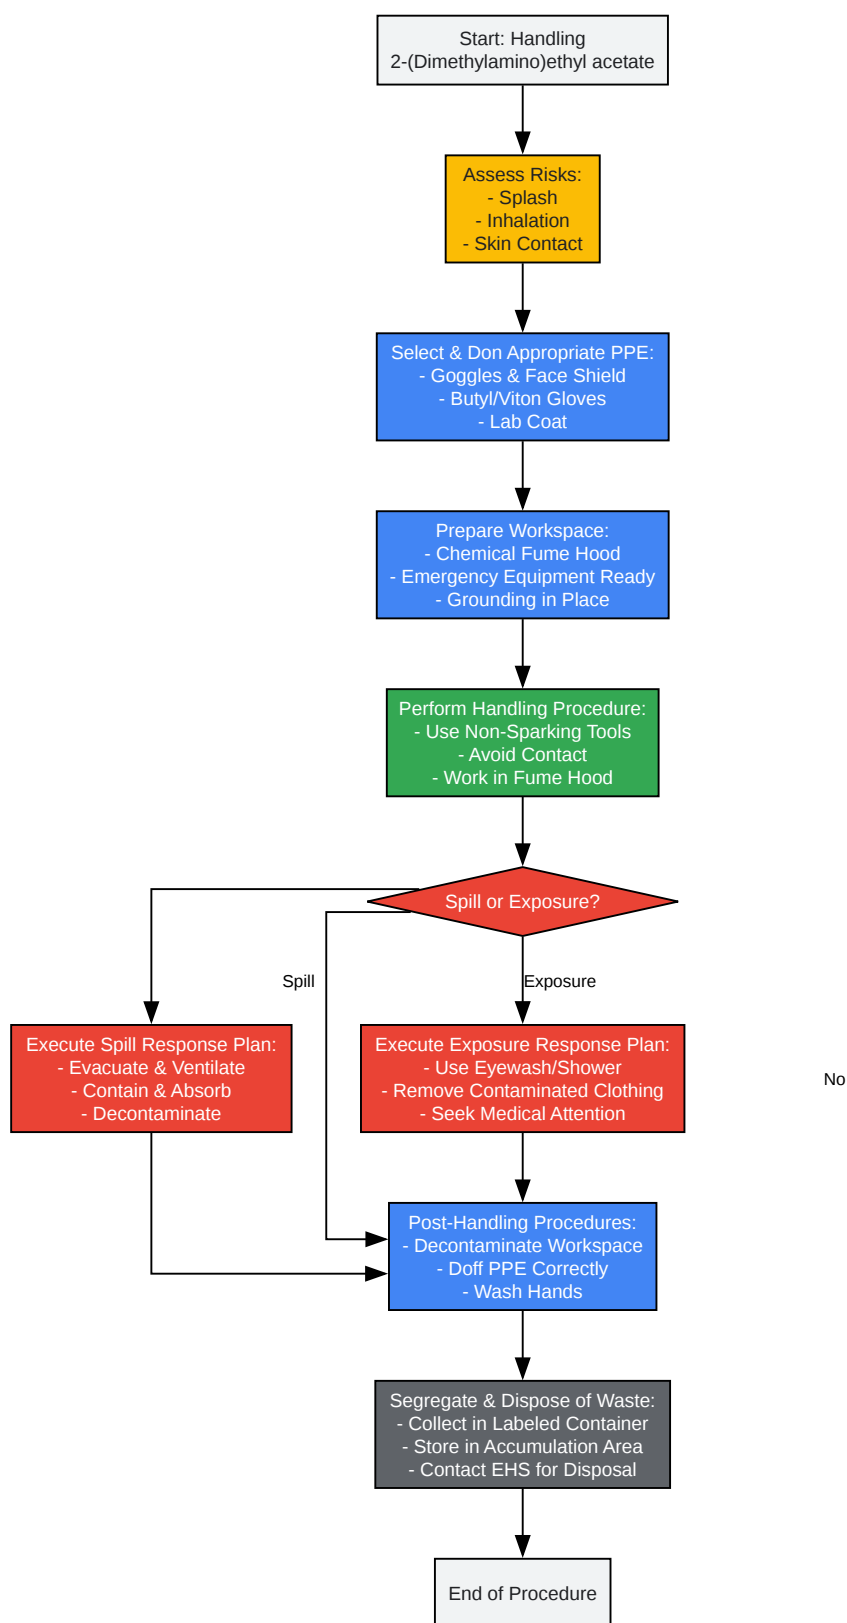 Start: Handling
2-(Dimethylamino)ethyl acetate
Assess Risks:
- Splash
- Inhalation
- Skin Contact
Select & Don Appropriate PPE:
- Goggles & Face Shield
- Butyl/Viton Gloves
- Lab Coat
Prepare Workspace:
- Chemical Fume Hood
- Emergency Equipment Ready
- Grounding in Place
Perform Handling Procedure:
- Use Non-Sparking Tools
- Avoid Contact
- Work in Fume Hood
Spill or Exposure?
Spill
Exposure
Execute Spill Response Plan:
- Evacuate & Ventilate
- Contain & Absorb
- Decontaminate
Execute Exposure Response Plan:
- Use Eyewash/Shower
- Remove Contaminated Clothing
- Seek Medical Attention
No
Post-Handling Procedures:
- Decontaminate Workspace
- Doff PPE Correctly
- Wash Hands
Segregate & Dispose of Waste:
- Collect in Labeled Container
- Store in Accumulation Area
- Contact EHS for Disposal
End of Procedure